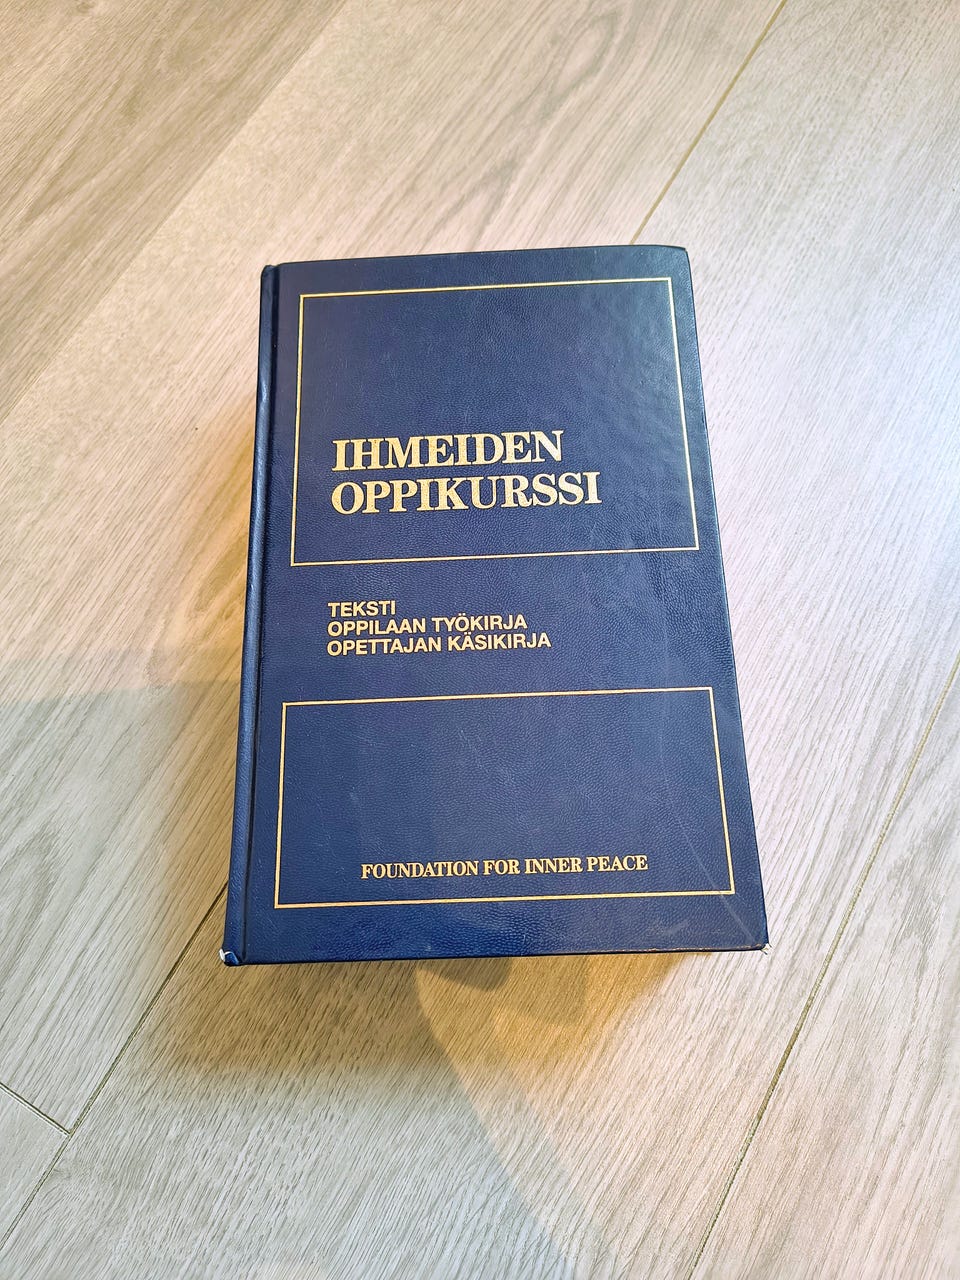 IHMEIDEN
OPPIKURSSI
TEKSTI
OPPILAAN TYÖKIRJA
OPETTAJAN KÄSIKIRJA
FOUNDATION FOR INNER PEACE